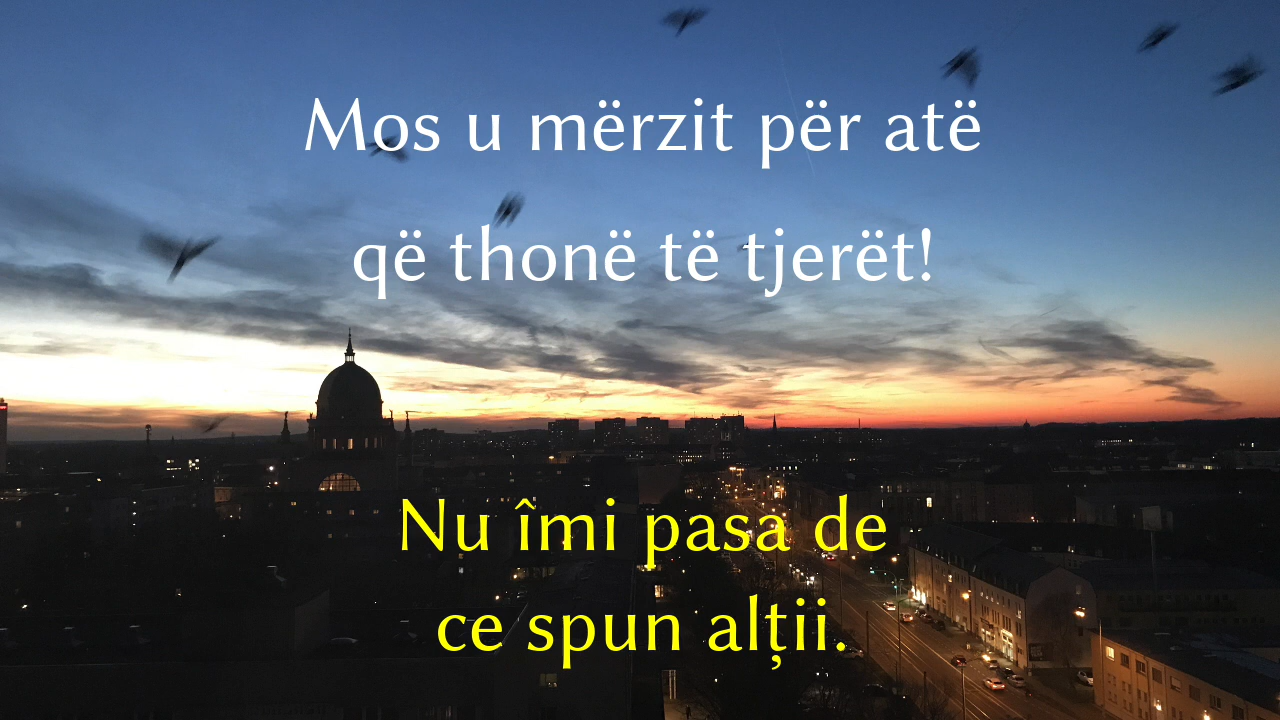 Mos u mërzit për atë
që thonë të tjerët!
Nu îmi pasa de
ce spun alții.